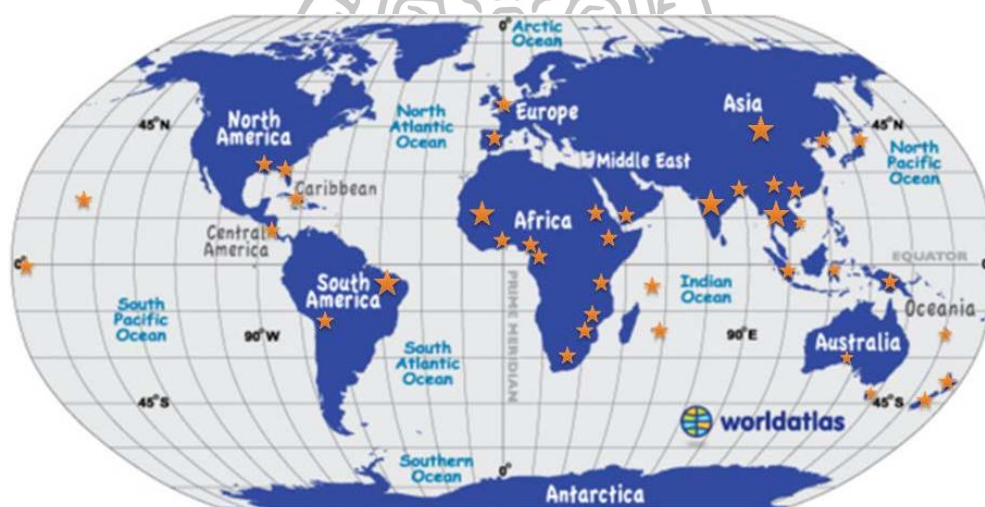 0°
Arctic
Ocean
45°N
North
America
North
Atlantic
Ocean
Europe
Asia
45°N
North
Pacific
Ocean
Middle East
Caribbean
Central
America
Africa
0°
South
America
PRIME MERIDIAN
Indian
Ocean
EQUATOR
0
Oceania
South
Pacific
Ocean
90°W
90°E
Australia
South
Atlantic
Ocean
45°S
45°S
worldatlas
Southern
Ocean
0°
Antarctica